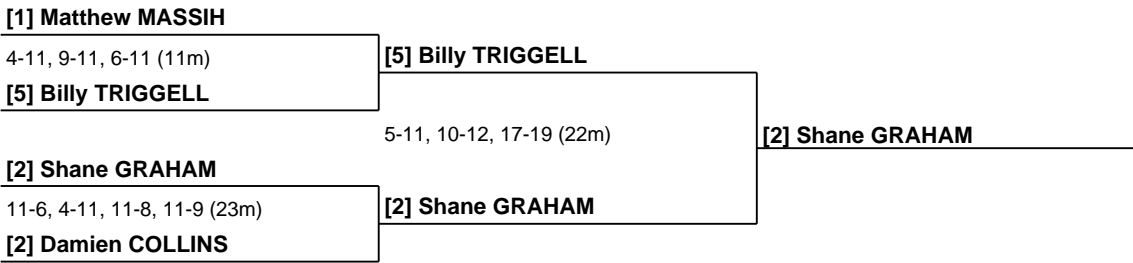 [1] Matthew MASSIH
4-11, 9-11, 6-11 (11m)
[5] Billy TRIGGELL
[5] Billy TRIGGELL
5-11, 10-12, 17-19 (22m)
[2] Shane GRAHAM
[2] Shane GRAHAM
11-6, 4-11, 11-8, 11-9 (23m)
[2] Shane GRAHAM
[2] Damien COLLINS